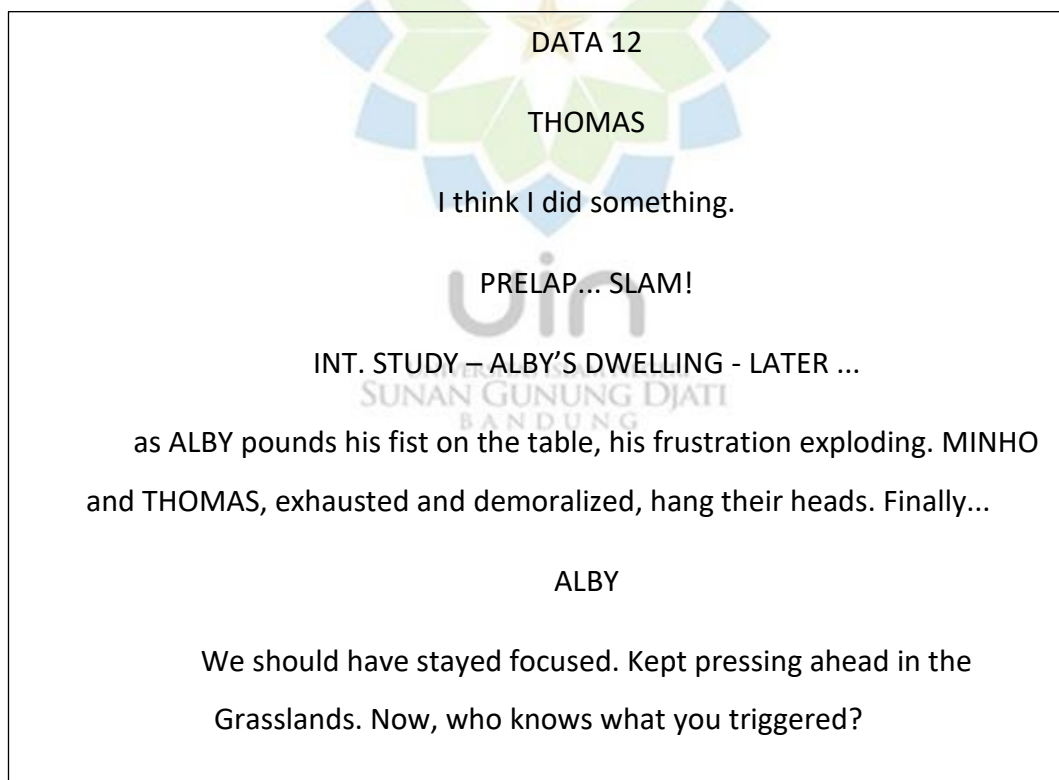 DATA 12
THOMAS
I think I did something.
PRELAP... SLAM!
uin
INT. STUDY – ALBY’S DWELLING - LATER ...
SUNAN GUNUNG DJATI
BANDUNG
as ALBY pounds his fist on the table, his frustration exploding. MINHO
and THOMAS, exhausted and demoralized, hang their heads. Finally...
ALBY
We should have stayed focused. Kept pressing ahead in the
Grasslands. Now, who knows what you triggered?